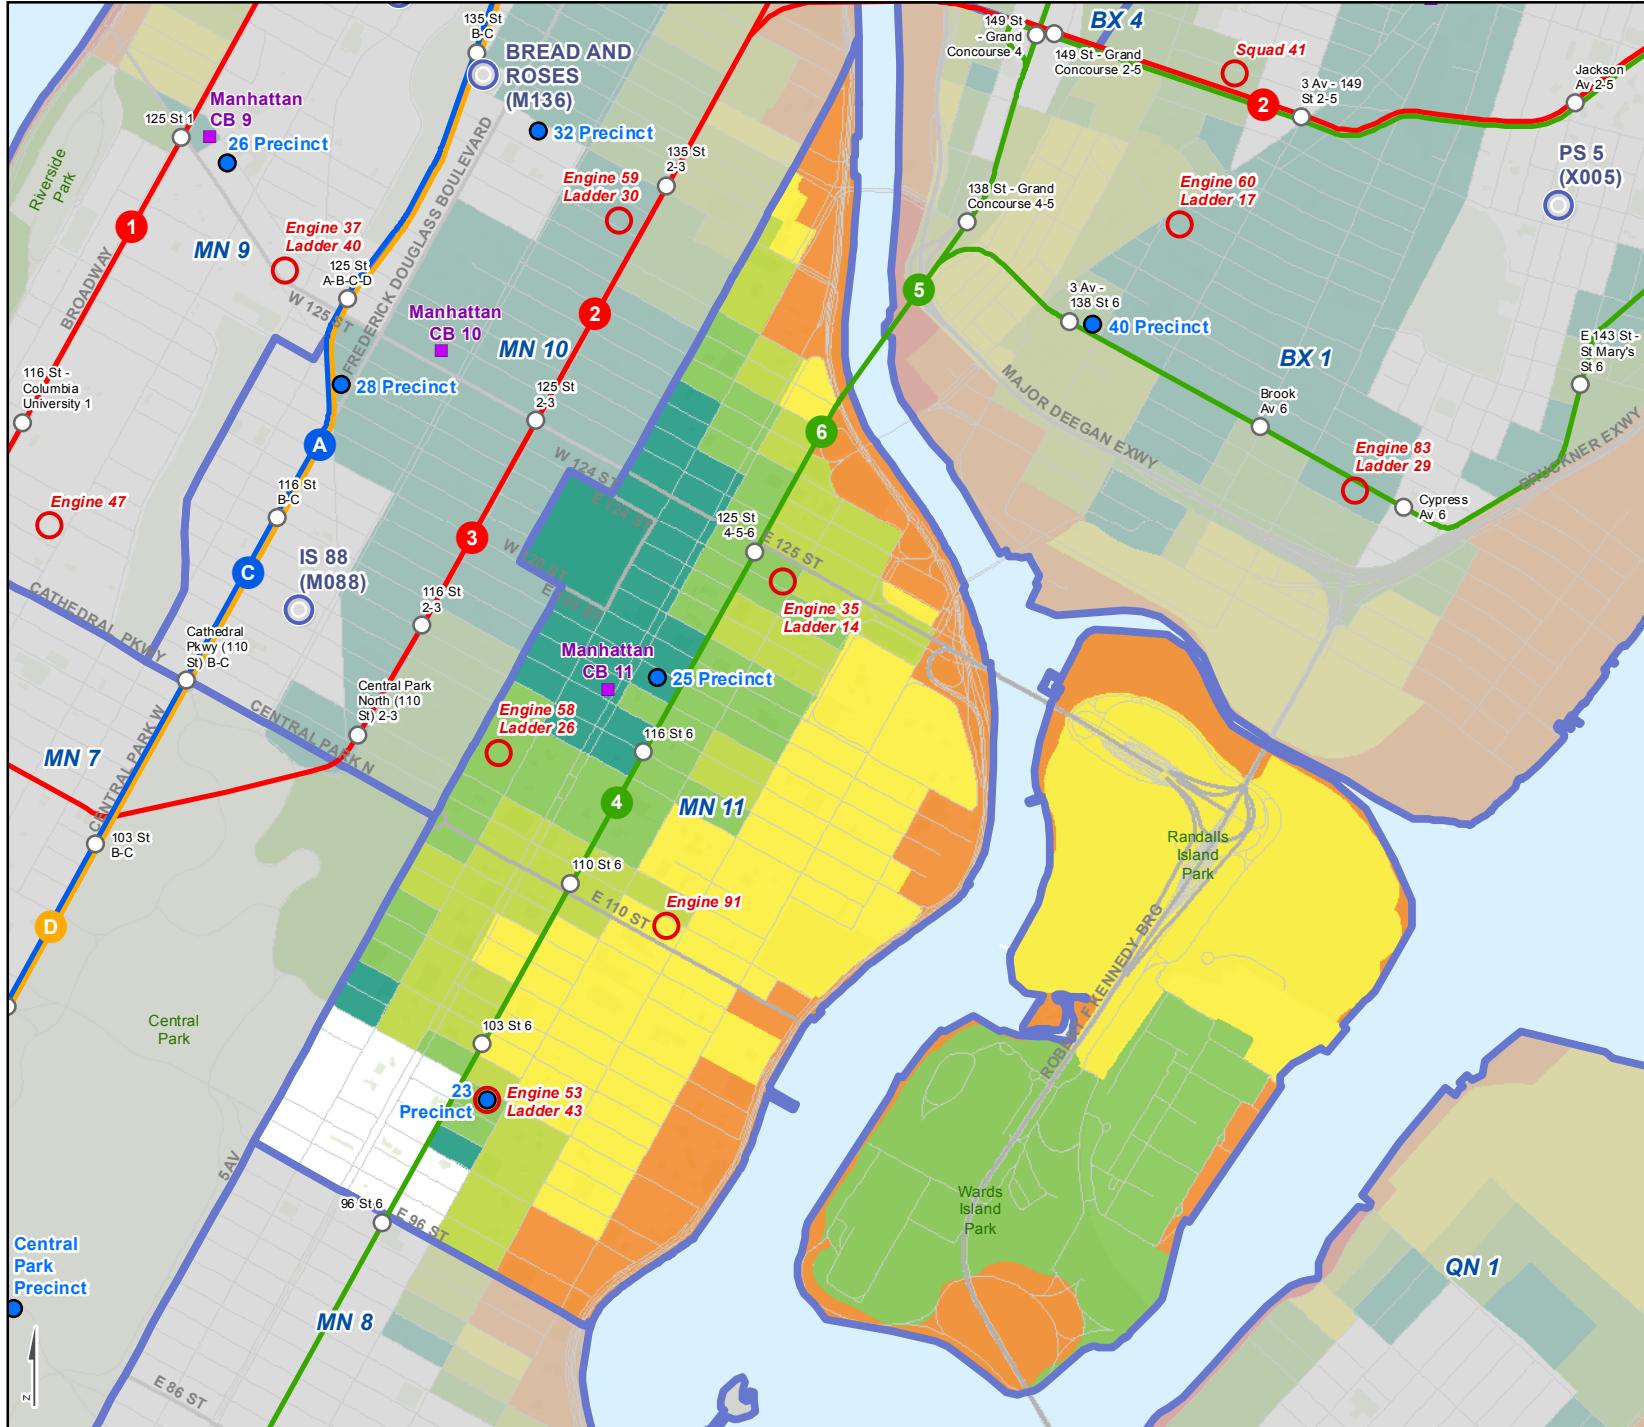 135 St
B-C
BREAD AND
ROSES
(M136)
149 St
- Grand
Concourse 4
BX 4
149 St - Grand
Concourse 2-5
Squad 41
3 Av - 149
St 2-5
2
Jackson
Av 2-5
Manhattan
CB 9
125 St 1
26 Precinct
32 Precinct
Riverside
Park
135 St
2-3
Engine 59
Ladder 30
138 St - Grand
Concourse 4-5
Engine 60
Ladder 17
PS 5
(X005)
1
MN 9
Engine 37
Ladder 40
125 St
A-B-C-D
FREDERICK DOUGLASS BOULEVARD
BROADWAY
W 125 ST
Manhattan
CB 10
MN 10
2
5
3 Av -
138 St 6
40 Precinct
BX 1
E 143 St -
St Mary's
St 6
116 St -
Columbia
University 1
28 Precinct
125 St
2-3
MAJOR DEEGAN EXWY
Brook
Av 6
6
A
W 124 ST
E 124 ST
Engine 83
Ladder 29
BRUCKNER EXWY
Cypress
Av 6
116 St
B-C
Engine 47
3
125 St
4-5-6
E 125 ST
W 120 ST
E 120 ST
IS 88
(M088)
C
116 St
2-3
Engine 35
Ladder 14
CATHEDRAL PKWY
Cathedral
Pkwy (110
St) B-C
Manhattan
CB 11
25 Precinct
Central Park
North (110
St) 2-3
Engine 58
Ladder 26
CENTRAL PARK N
116 St 6
MN 7
CENTRAL PARK W
4
MN 11
103 St
B-C
Randalls
Island
Park
110 St 6
E 110 ST
Engine 91
D
ROBERT F KENNEDY BRG
Central
Park
103 St 6
23
Precinct
Engine 53
Ladder 43
5 AV
96 St 6
E 96 ST
Wards
Island
Park
Central
Park
Precinct
QN 1
MN 8
E 86 ST
N